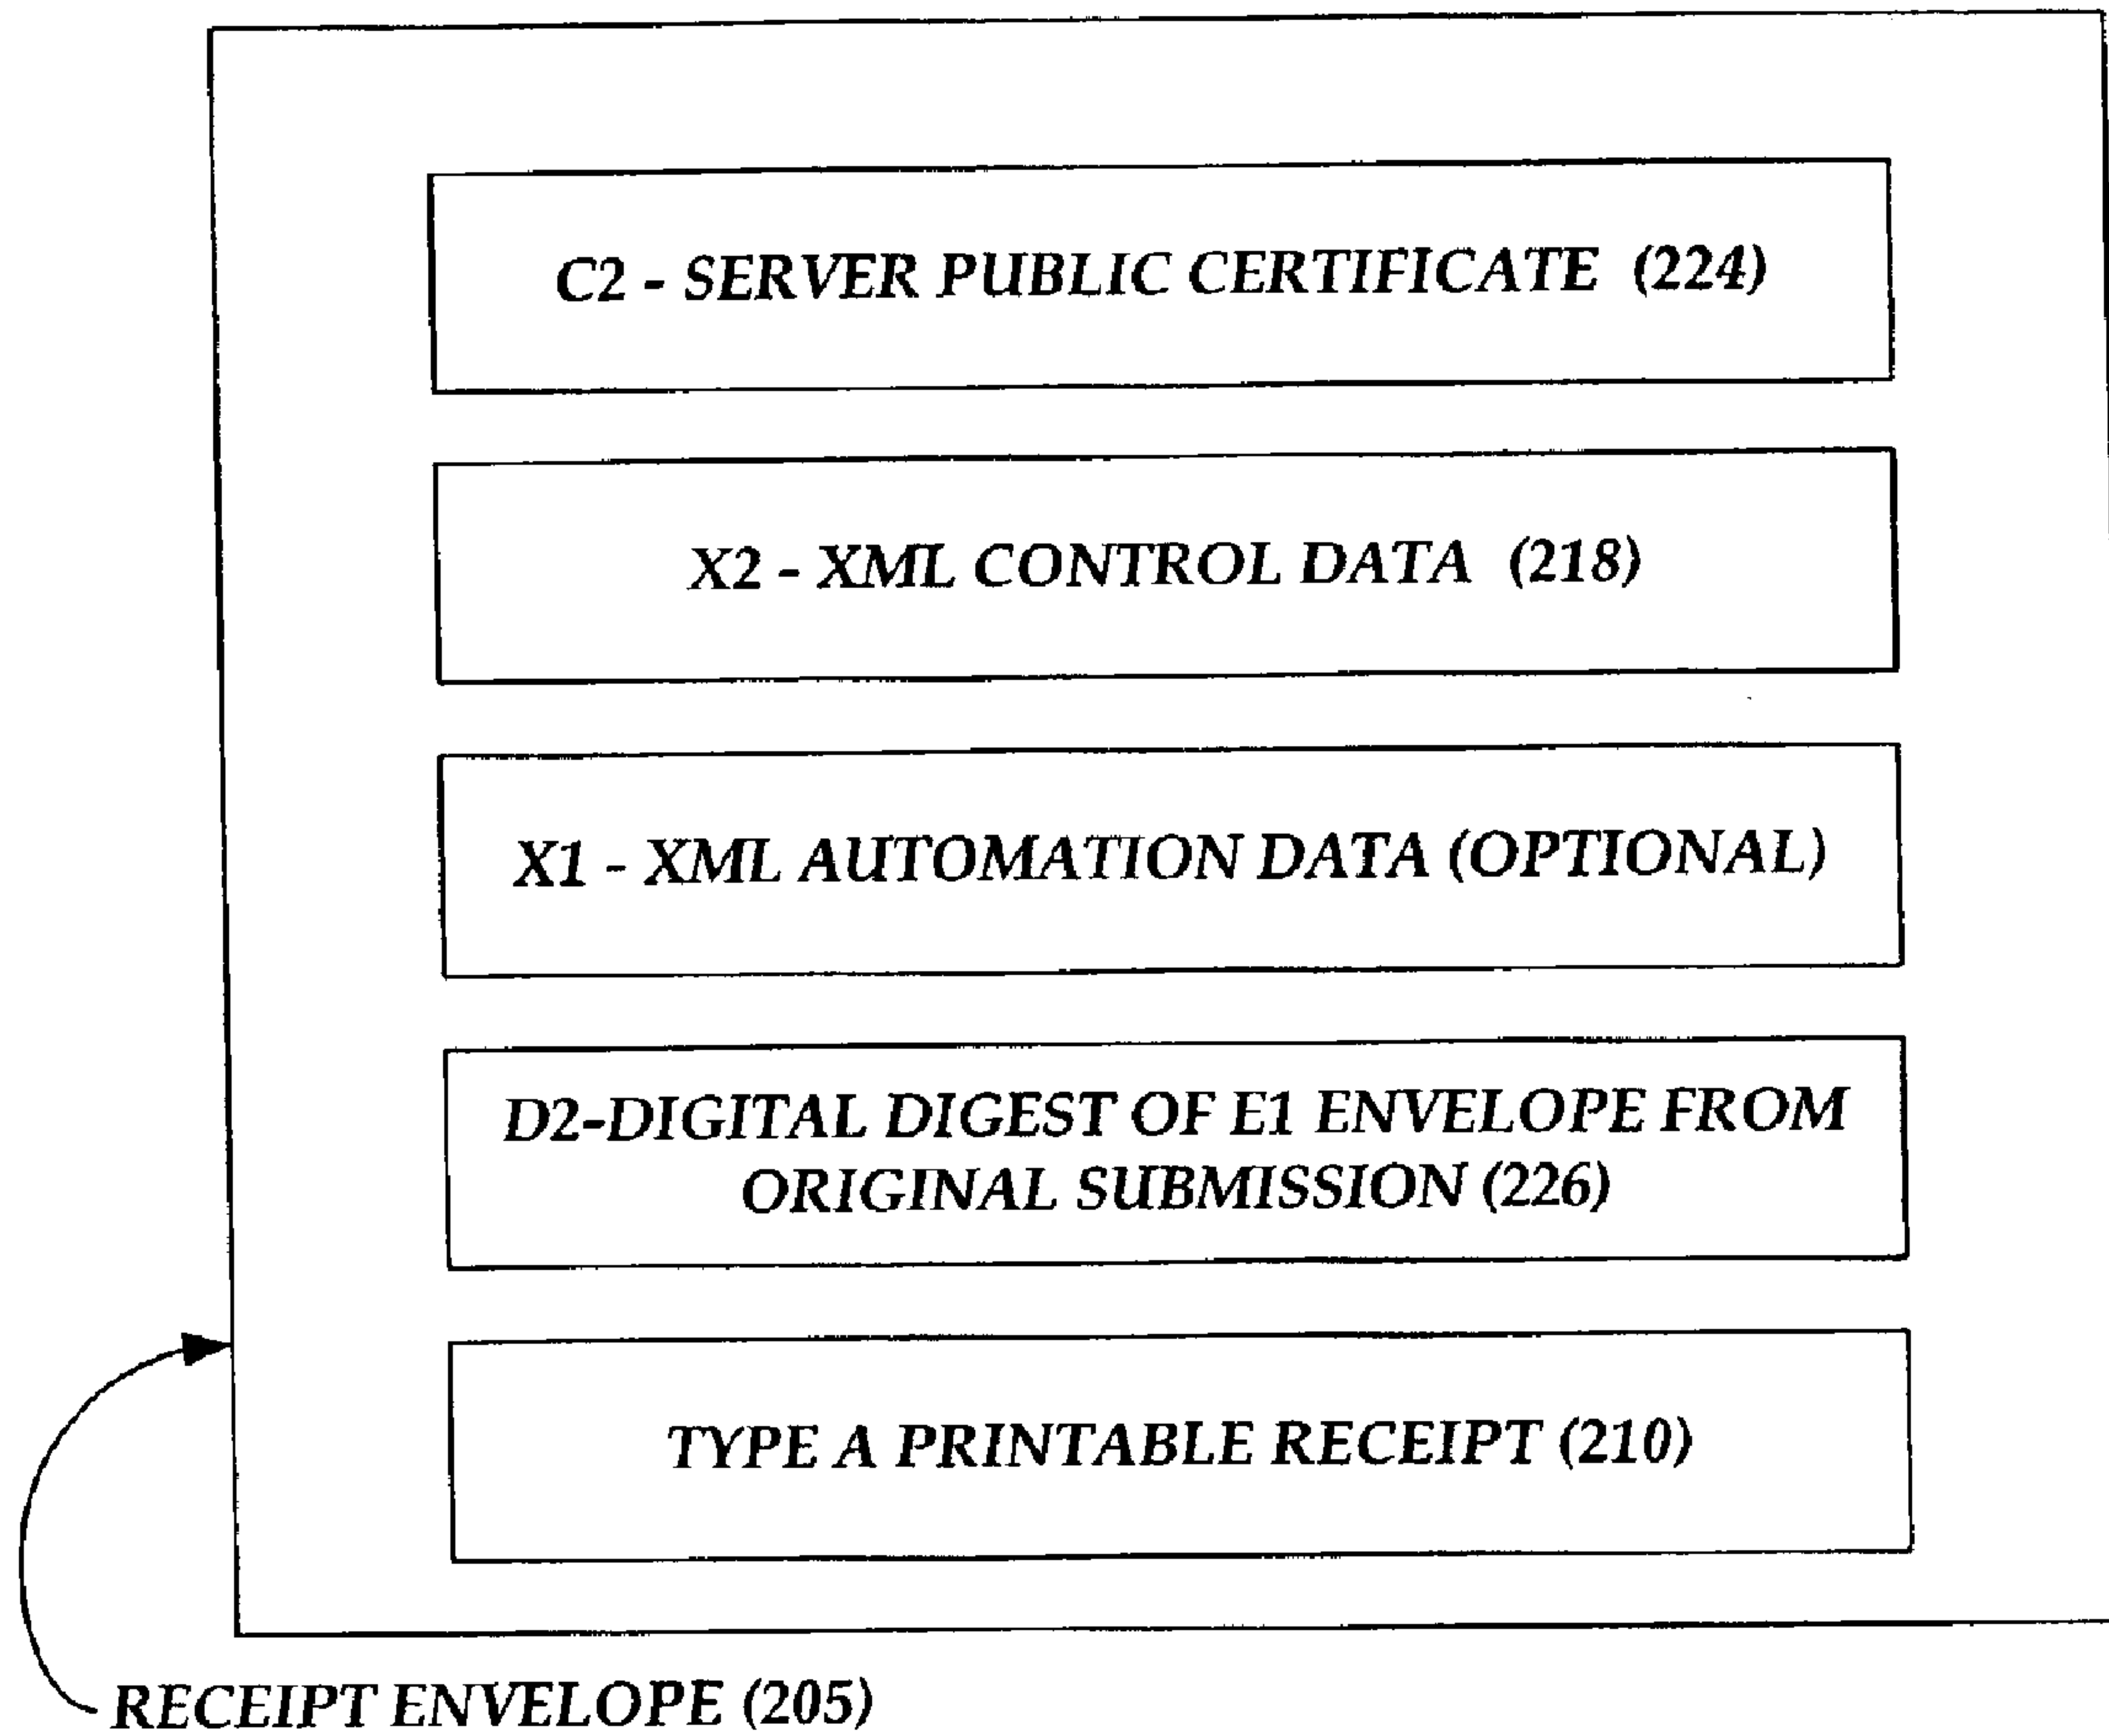 C2 - SERVER PUBLIC CERTIFICATE (224)
X2 - XML CONTROL DATA (218)
X1 - XML AUTOMATION DATA (OPTIONAL)
D2-DIGITAL DIGEST OF E1 ENVELOPE FROM
ORIGINAL SUBMISSION (226)
TYPE A PRINTABLE RECEIPT (210)
RECEIPT ENVELOPE (205)